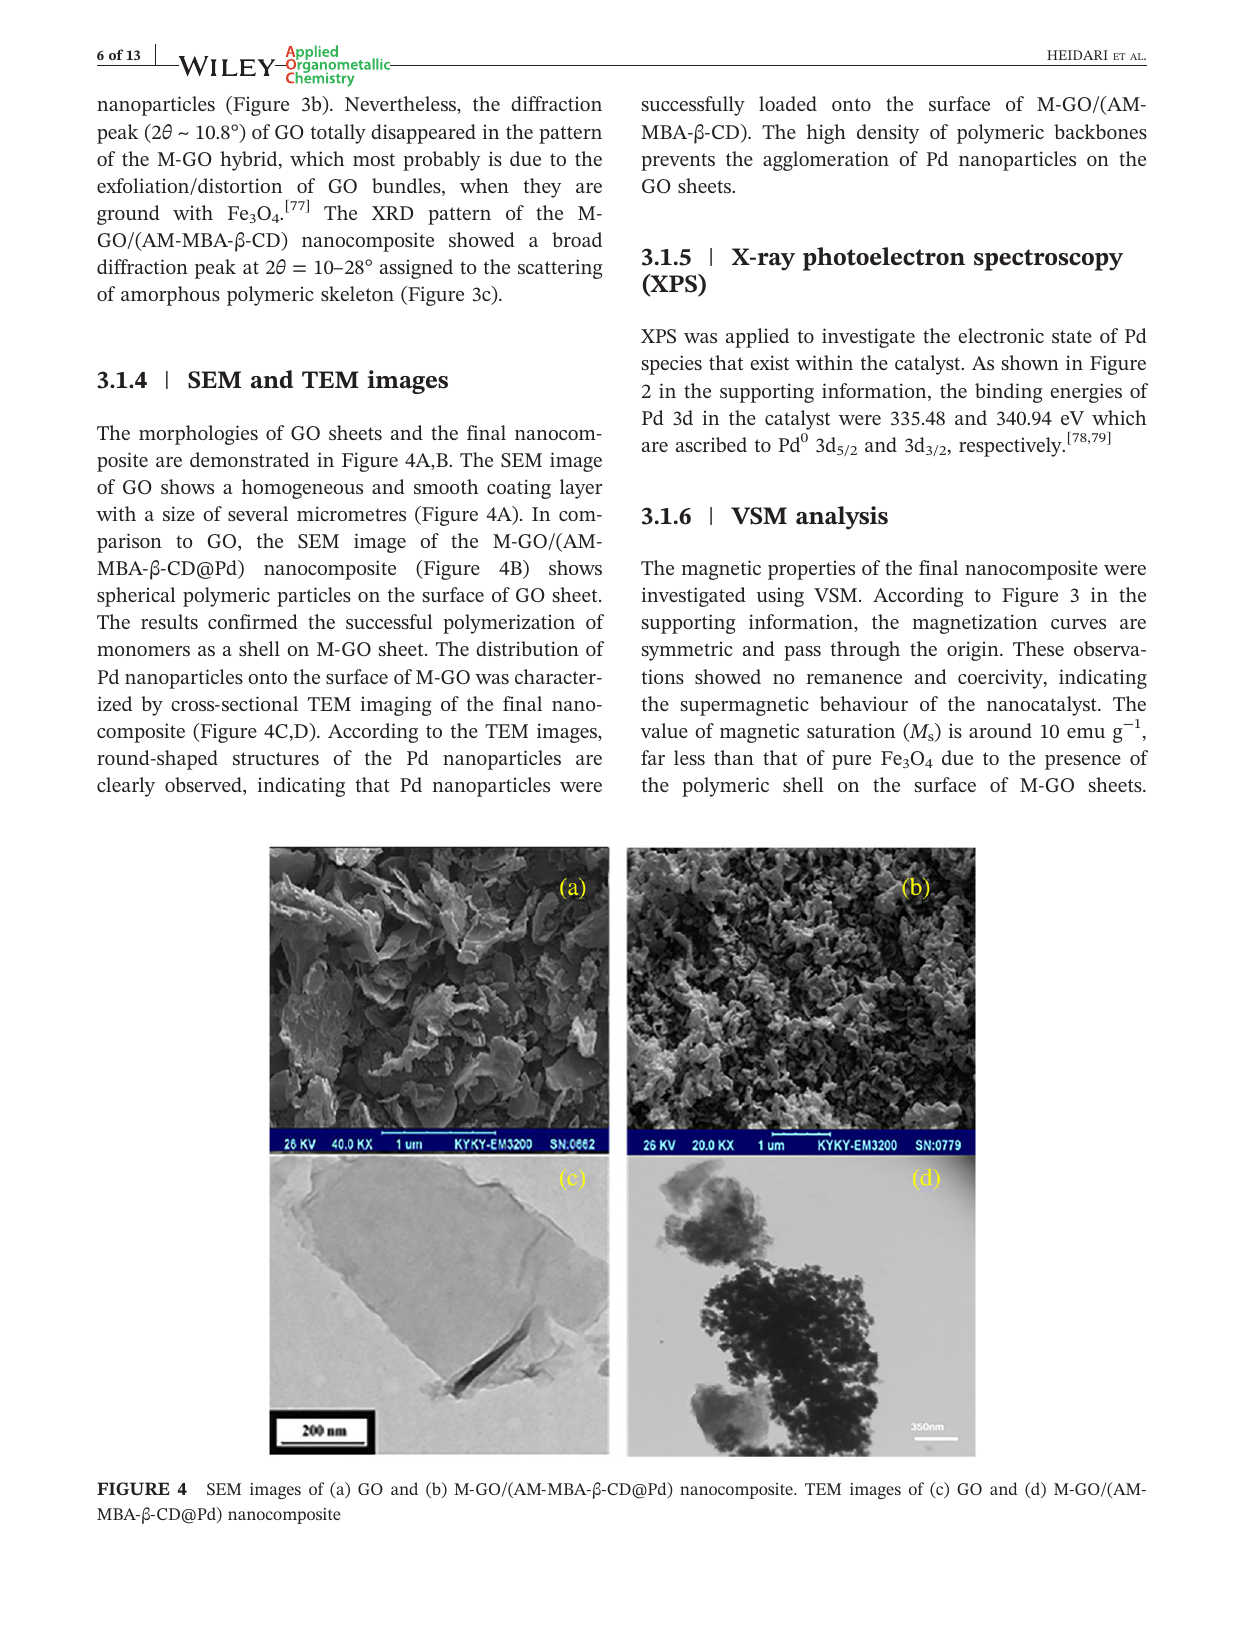 6 of 13
WILEY
Applied
Organometallic
Chemistry
HEIDARI ET AL.
nanoparticles (Figure 3b). Nevertheless, the diffraction
peak (2θ ~ 10.8°) of GO totally disappeared in the pattern
of the M-GO hybrid, which most probably is due to the
exfoliation/distortion of GO bundles, when they are
ground with Fe₃O₄.[77] The XRD pattern of the M-
GO/(AM-MBA-β-CD) nanocomposite showed a broad
diffraction peak at 2θ = 10–28° assigned to the scattering
of amorphous polymeric skeleton (Figure 3c).
3.1.4 | SEM and TEM images
The morphologies of GO sheets and the final nanocom-
posite are demonstrated in Figure 4A,B. The SEM image
of GO shows a homogeneous and smooth coating layer
with a size of several micrometres (Figure 4A). In com-
parison to GO, the SEM image of the M-GO/(AM-
MBA-β-CD@Pd) nanocomposite (Figure 4B) shows
spherical polymeric particles on the surface of GO sheet.
The results confirmed the successful polymerization of
monomers as a shell on M-GO sheet. The distribution of
Pd nanoparticles onto the surface of M-GO was character-
ized by cross-sectional TEM imaging of the final nano-
composite (Figure 4C,D). According to the TEM images,
round-shaped structures of the Pd nanoparticles are
clearly observed, indicating that Pd nanoparticles were
successfully loaded onto the surface of M-GO/(AM-
MBA-β-CD). The high density of polymeric backbones
prevents the agglomeration of Pd nanoparticles on the
GO sheets.
3.1.5 | X-ray photoelectron spectroscopy
(XPS)
XPS was applied to investigate the electronic state of Pd
species that exist within the catalyst. As shown in Figure
2 in the supporting information, the binding energies of
Pd 3d in the catalyst were 335.48 and 340.94 eV which
are ascribed to Pd⁰ 3d₅/₂ and 3d₃/₂, respectively.[78,79]
3.1.6 | VSM analysis
The magnetic properties of the final nanocomposite were
investigated using VSM. According to Figure 3 in the
supporting information, the magnetization curves are
symmetric and pass through the origin. These observa-
tions showed no remanence and coercivity, indicating
the supermagnetic behaviour of the nanocatalyst. The
value of magnetic saturation (Mₛ) is around 10 emu g⁻¹,
far less than that of pure Fe₃O₄ due to the presence of
the polymeric shell on the surface of M-GO sheets.
(a)
26 KV 40.0 KX 1 um KYKY-EM3200 SN:0662
(b)
26 KV 20.0 KX 1 um KYKY-EM3200 SN:0779
(c)
200 nm
(d)
350nm
FIGURE 4 SEM images of (a) GO and (b) M-GO/(AM-MBA-β-CD@Pd) nanocomposite. TEM images of (c) GO and (d) M-GO/(AM-
MBA-β-CD@Pd) nanocomposite